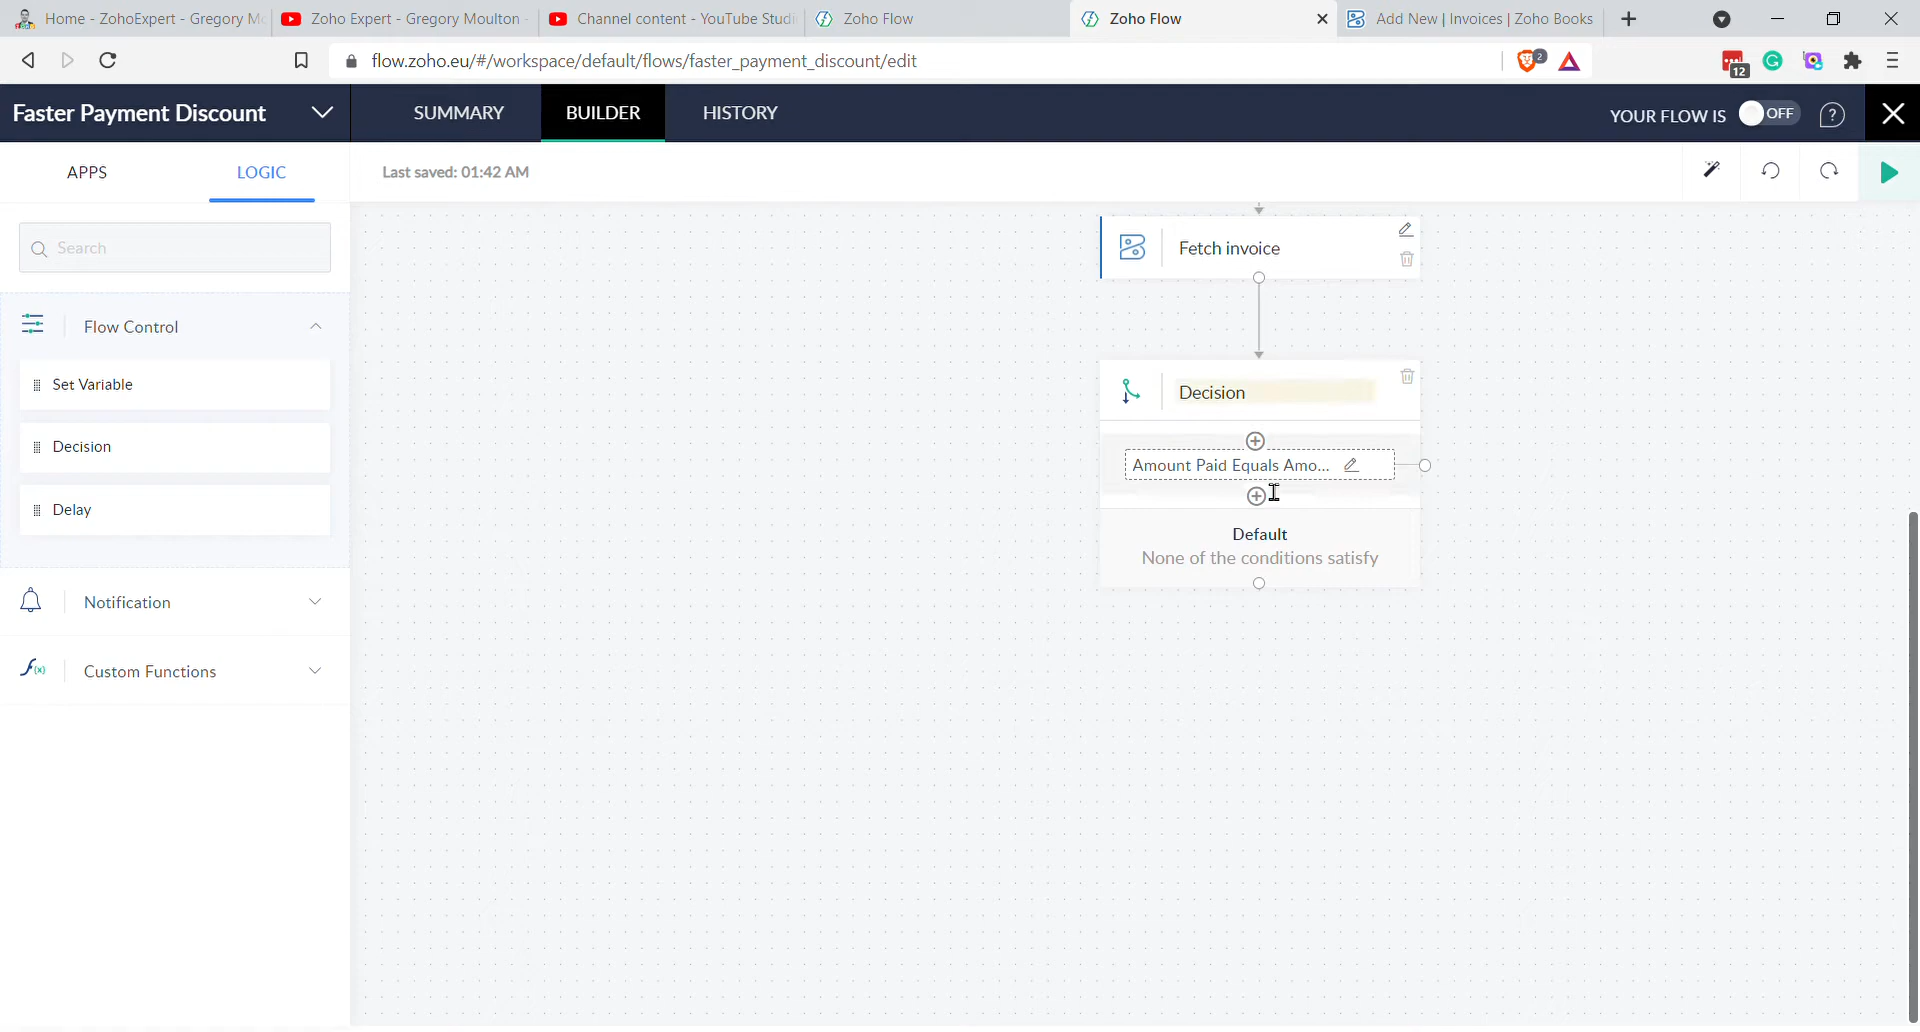 Home - ZohoExpert - Gregory Mo
Zoho Expert - Gregory Moulton -
Channel content - YouTube Studi
Zoho Flow
Zoho Flow
Add New | Invoices | Zoho Books
flow.zoho.eu/#/workspace/default/flows/faster_payment_discount/edit
2
12
Faster Payment Discount
SUMMARY
BUILDER
HISTORY
YOUR FLOW IS
OFF
?
APPS
LOGIC
Last saved: 01:42 AM
Search
Flow Control
Set Variable
Decision
Delay
Notification
f(x)
Custom Functions
Fetch invoice
Decision
Amount Paid Equals Amo...
Default
None of the conditions satisfy